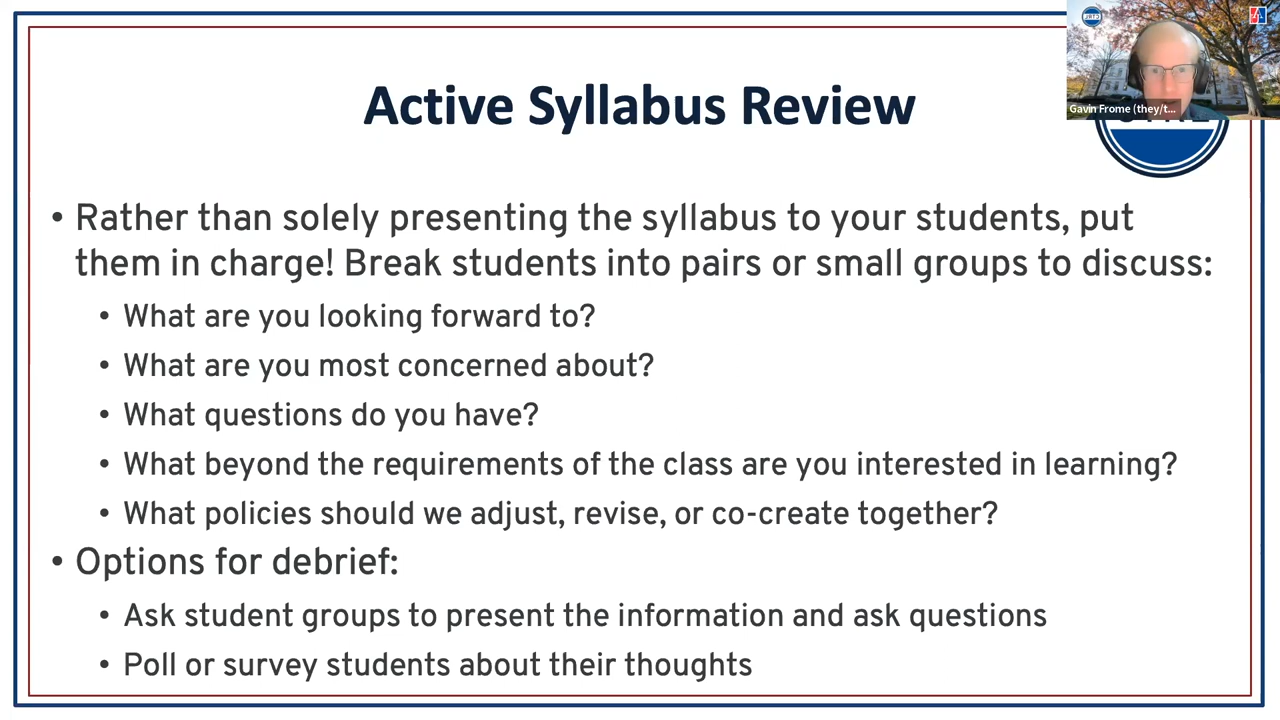 Active Syllabus Review
Gavin Frome (they/t...
• Rather than solely presenting the syllabus to your students, put
them in charge! Break students into pairs or small groups to discuss:
• What are you looking forward to?
• What are you most concerned about?
• What questions do you have?
• What beyond the requirements of the class are you interested in learning?
• What policies should we adjust, revise, or co-create together?
• Options for debrief:
• Ask student groups to present the information and ask questions
• Poll or survey students about their thoughts